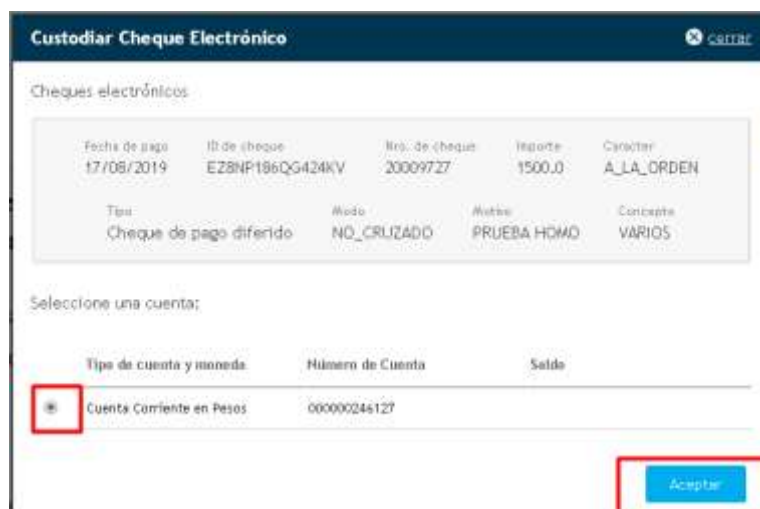 Custodiar Cheque Electrónico cerrar
Cheques electrónicos
Fecha de pago ID de cheque Nro. de cheque Importe Caracter
17/08/2019 EZ8NP186QG424KV 20009727 1500.0 A_LA_ORDEN
Tipo Modo Motivo Concepto
Cheque de pago diferido NO_CRUZADO PRUEBA HOMO VARIOS
Seleccione una cuenta:
Tipo de cuenta y moneda Número de Cuenta Saldo
Cuenta Corriente en Pesos 000000246127
Aceptar